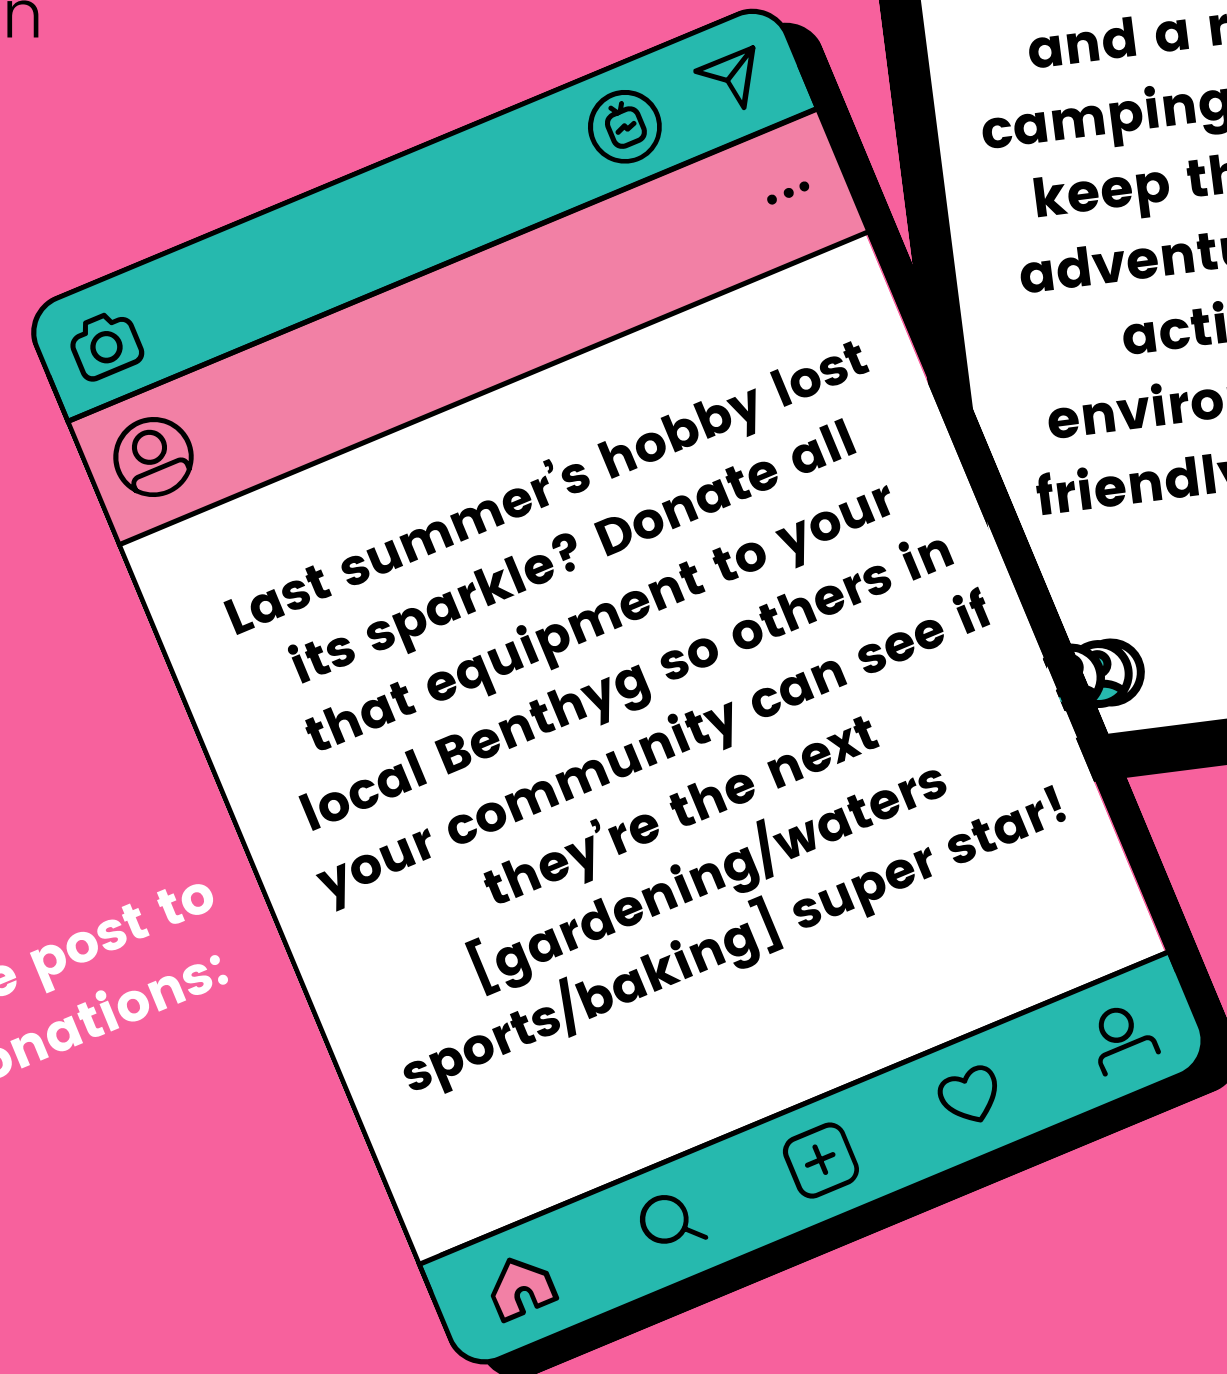 n
Last summer’s hobby lost
its sparkle? Donate all
that equipment to your
local Benthyg so others in
your community can see if
they’re the next
[gardening/waters
sports/baking] super star!
e post to
onations:
and a
camping
keep
adventu
acti
enviro
friendly